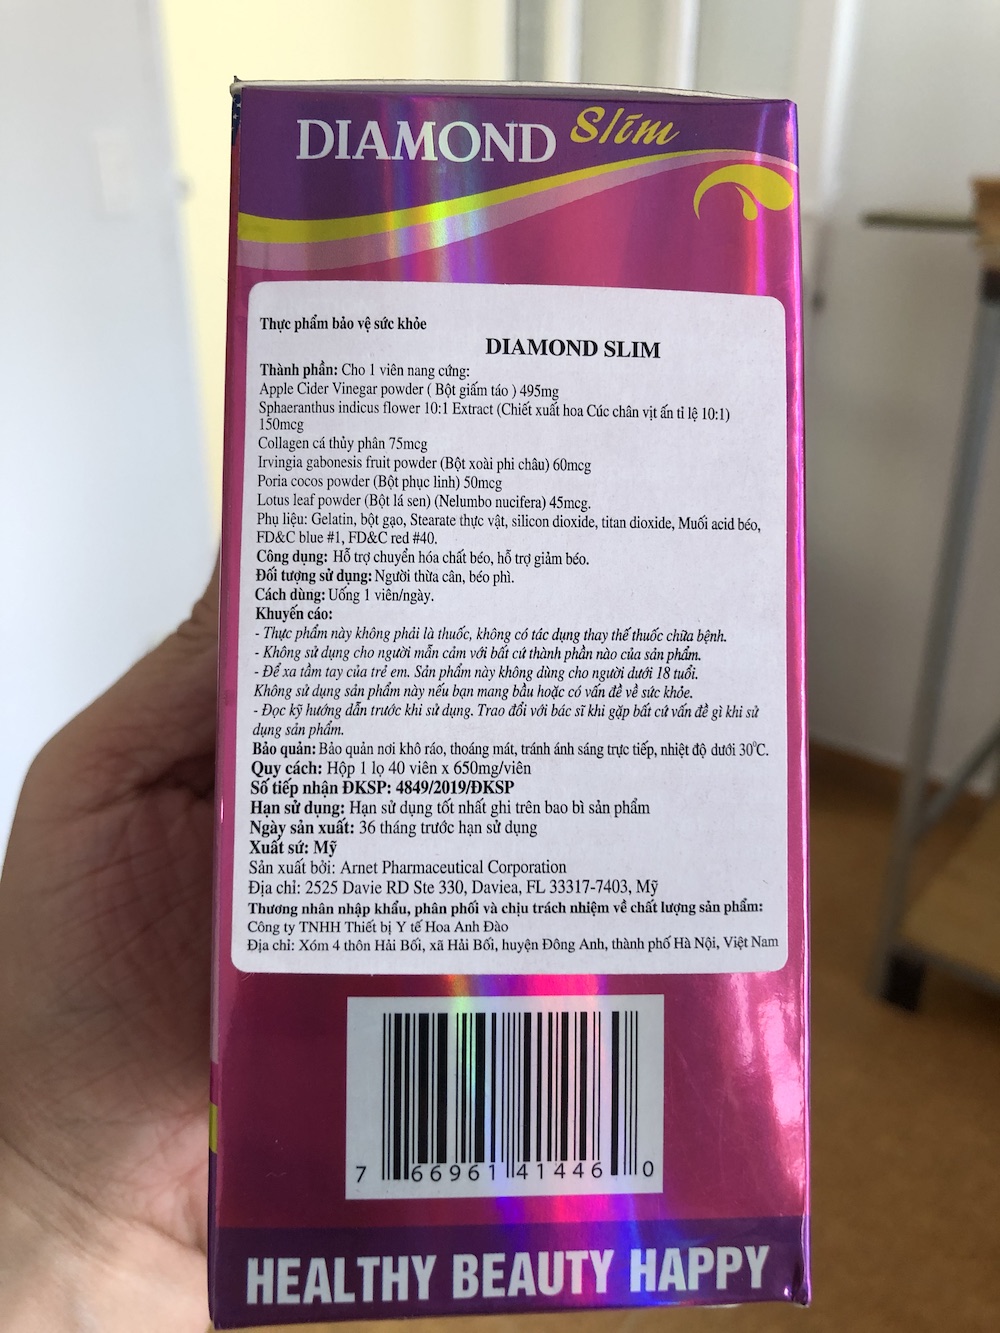 DIAMOND Slim
Thực phẩm bảo vệ sức khỏe
DIAMOND SLIM
Thành phần: Cho 1 viên nang cứng:
Apple Cider Vinegar powder ( Bột giấm táo ) 495mg
Sphaeranthus indicus flower 10:1 Extract (Chiết xuất hoa Cúc chân vịt ấn tỉ lệ 10:1)
150mcg
Collagen cá thủy phân 75mcg
Irvingia gabonesis fruit powder (Bột xoài phi châu) 60mcg
Poria cocos powder (Bột phục linh) 50mcg
Lotus leaf powder (Bột lá sen) (Nelumbo nucifera) 45mcg.
Phụ liệu: Gelatin, bột gạo, Stearate thực vật, silicon dioxide, titan dioxide, Muối acid béo,
FD&C blue #1, FD&C red #40.
Công dụng: Hỗ trợ chuyển hóa chất béo, hỗ trợ giảm béo.
Đối tượng sử dụng: Người thừa cân, béo phì.
Cách dùng: Uống 1 viên/ngày.
Khuyến cáo:
- Thực phẩm này không phải là thuốc, không có tác dụng thay thế thuốc chữa bệnh.
- Không sử dụng cho người mẫn cảm với bất cứ thành phần nào của sản phẩm.
- Để xa tầm tay của trẻ em. Sản phẩm này không dùng cho người dưới 18 tuổi.
Không sử dụng sản phẩm này nếu bạn mang bầu hoặc có vấn đề về sức khỏe.
- Đọc kỹ hướng dẫn trước khi sử dụng. Trao đổi với bác sĩ khi gặp bất cứ vấn đề gì khi sử
dụng sản phẩm.
Bảo quản: Bảo quản nơi khô ráo, thoáng mát, tránh ánh sáng trực tiếp, nhiệt độ dưới 30°C.
Quy cách: Hộp 1 lọ 40 viên x 650mg/viên
Số tiếp nhận ĐKSP: 4849/2019/ĐKSP
Hạn sử dụng: Hạn sử dụng tốt nhất ghi trên bao bì sản phẩm
Ngày sản xuất: 36 tháng trước hạn sử dụng
Xuất sứ: Mỹ
Sản xuất bởi: Arnet Pharmaceutical Corporation
Địa chỉ: 2525 Davie RD Ste 330, Daviea, FL 33317-7403, Mỹ
Thương nhân nhập khẩu, phân phối và chịu trách nhiệm về chất lượng sản phẩm:
Công ty TNHH Thiết bị Y tế Hoa Anh Đào
Địa chỉ: Xóm 4 thôn Hải Bối, xã Hải Bối, huyện Đông Anh, thành phố Hà Nội, Việt Nam
7 66961 41446 0
HEALTHY BEAUTY HAPPY